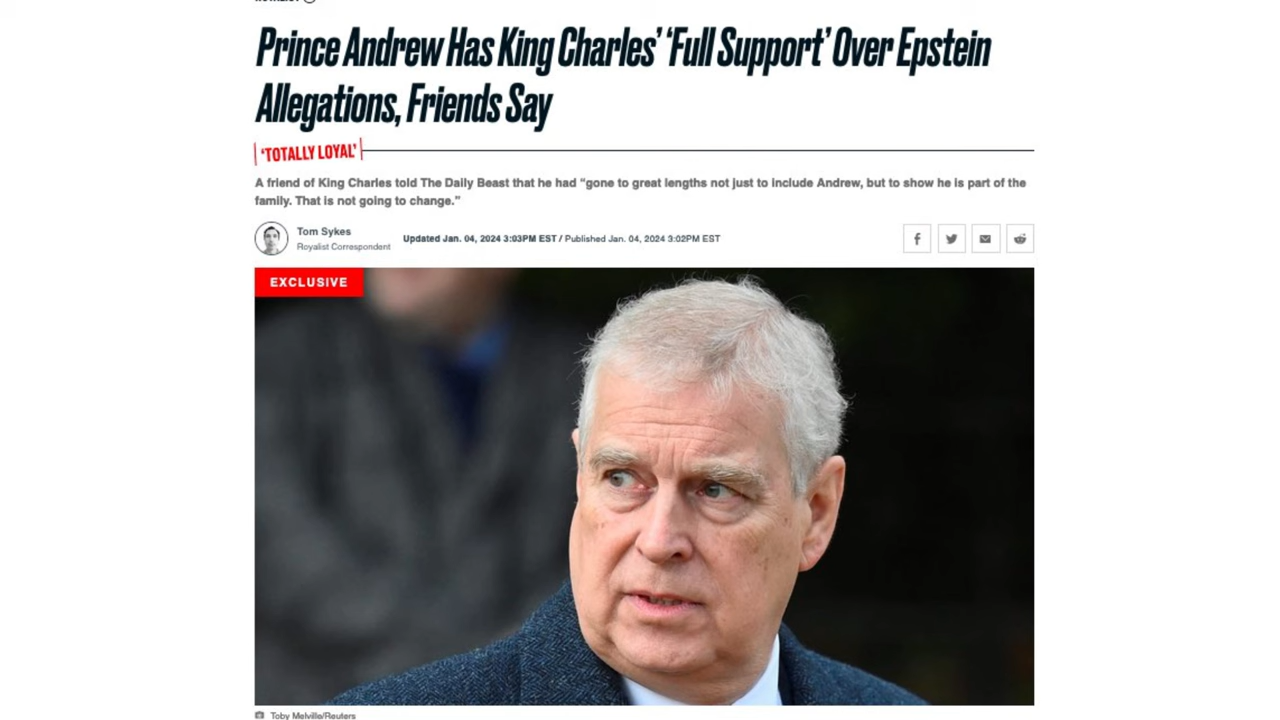 Prince Andrew Has King Charles’ ‘Full Support’ Over Epstein
Allegations, Friends Say
‘TOTALLY LOYAL’
A friend of King Charles told The Daily Beast that he had “gone to great lengths not just to include Andrew, but to show he is part of the
family. That is not going to change.”
Tom Sykes
Royalist Correspondent
Updated Jan. 04, 2024 3:03PM EST / Published Jan. 04, 2024 3:02PM EST
EXCLUSIVE
Toby Melville/Reuters